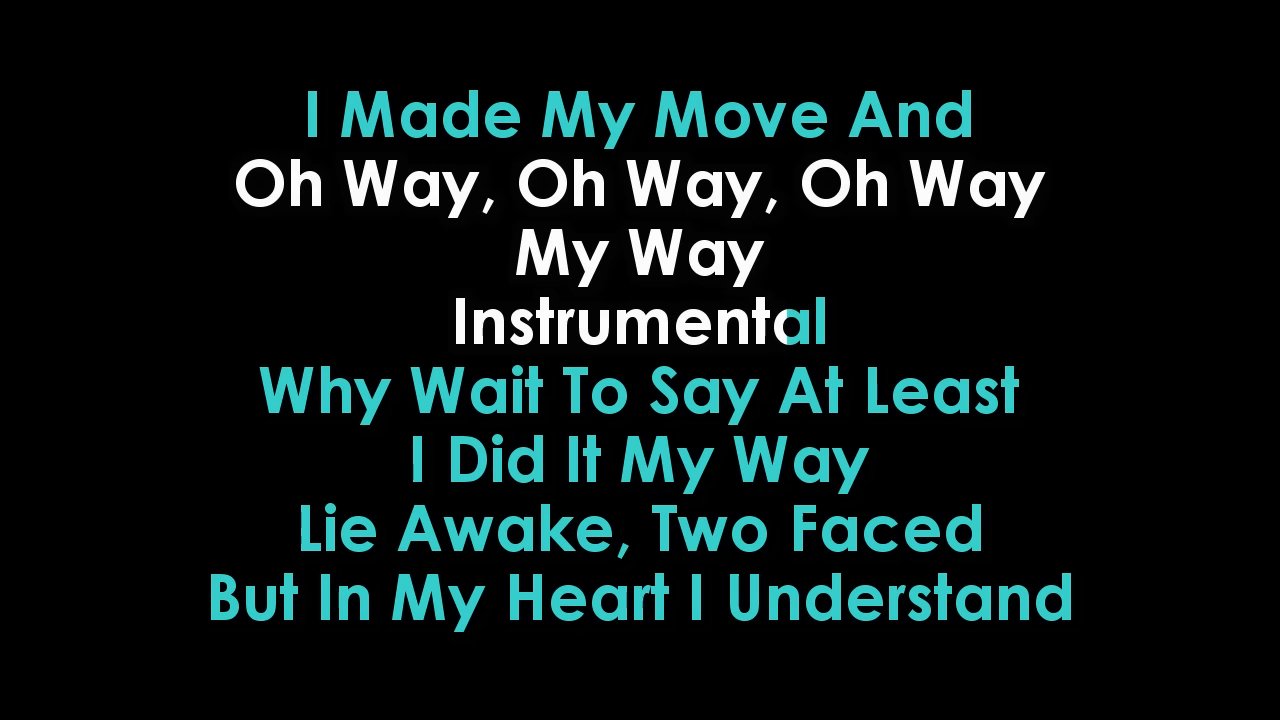 I Made My Move And
Oh Way, Oh Way, Oh Way
My Way
Instrumental
Why Wait To Say At Least
I Did It My Way
Lie Awake, Two Faced
But In My Heart I Understand